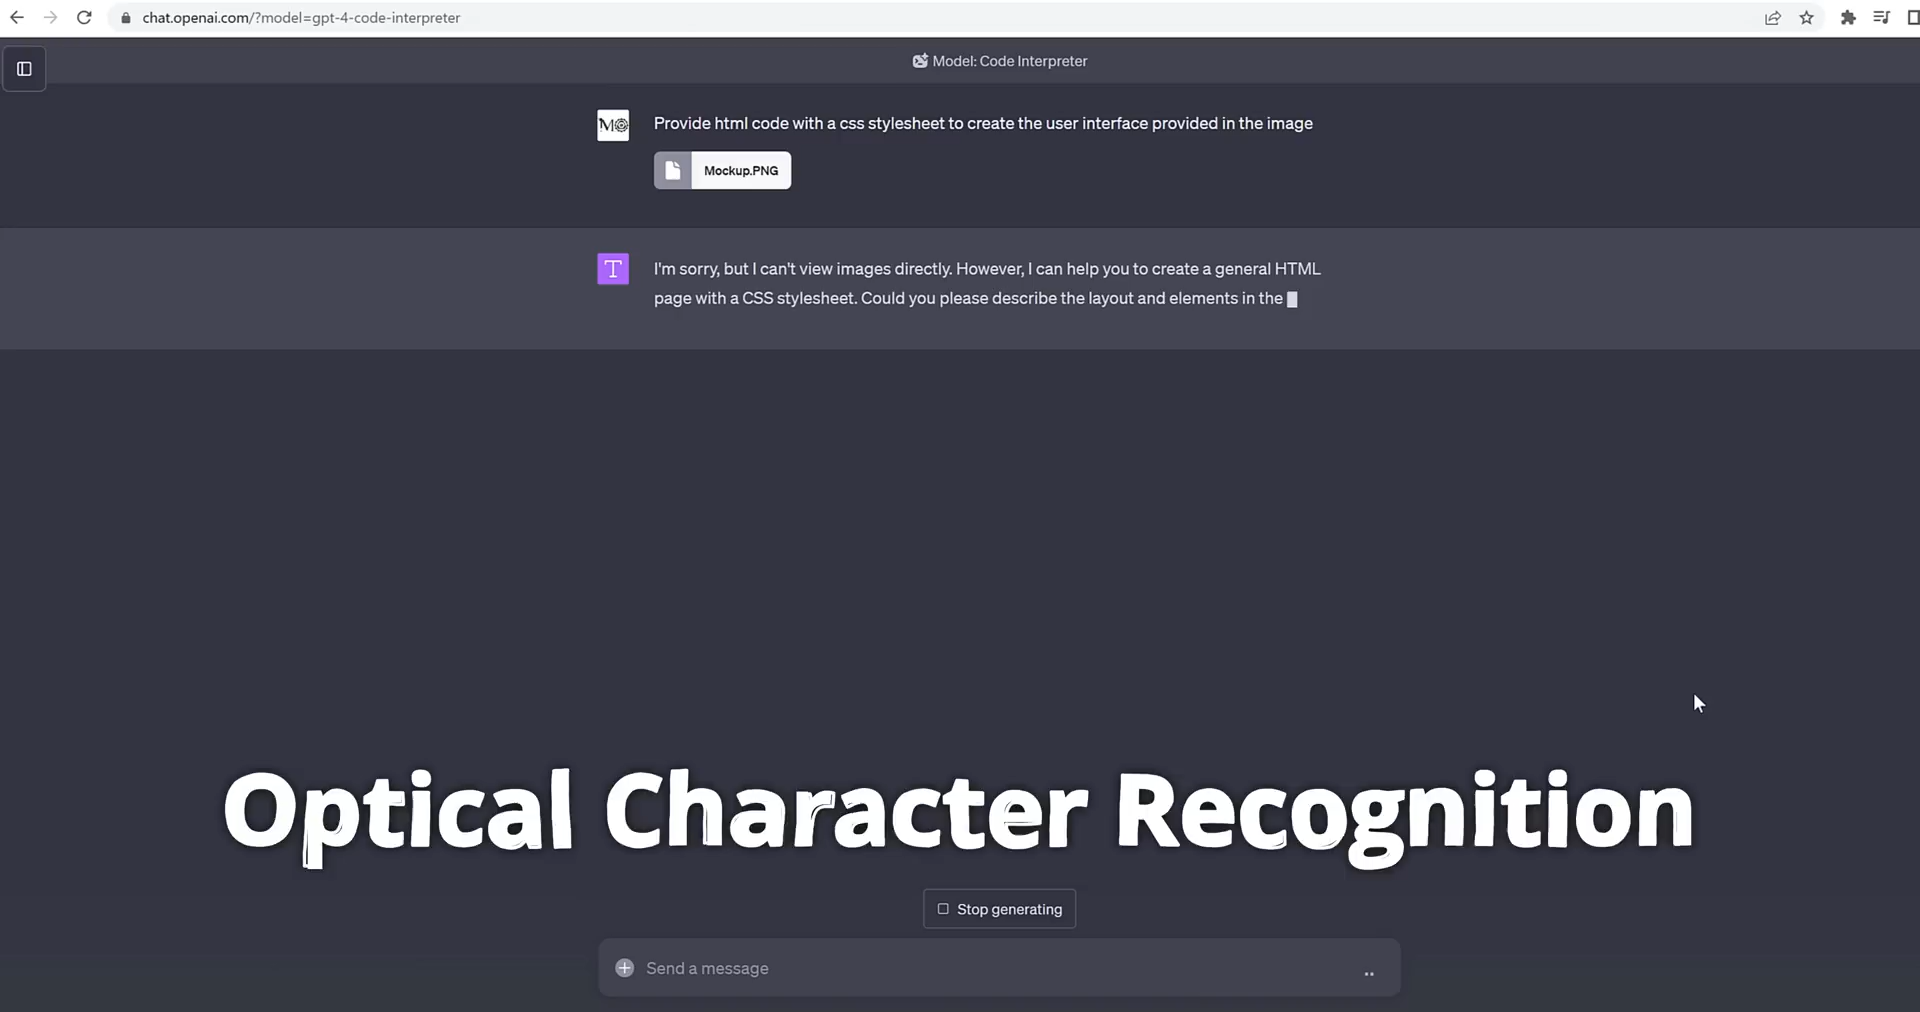 chat.openai.com/?model=gpt-4-code-interpreter
Model: Code Interpreter
Provide html code with a css stylesheet to create the user interface provided in the image
Mockup.PNG
I'm sorry, but I can't view images directly. However, I can help you to create a general HTML
page with a CSS stylesheet. Could you please describe the layout and elements in the
Optical Character Recognition
Stop generating
Send a message